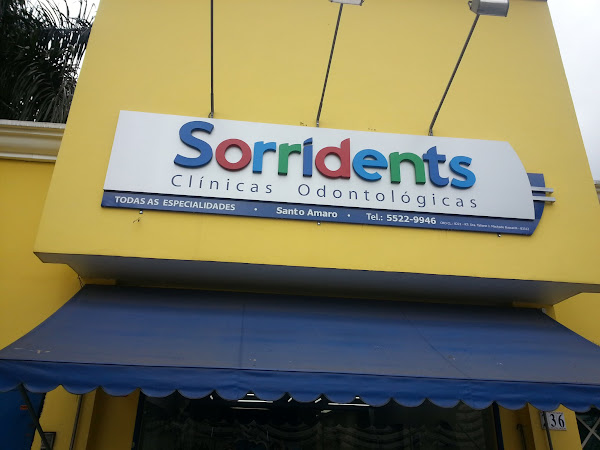 Sorridents
Clínicas Odontológicas
TODAS AS ESPECIALIDADES • Santo Amaro • Tel.: 5522-9946
36